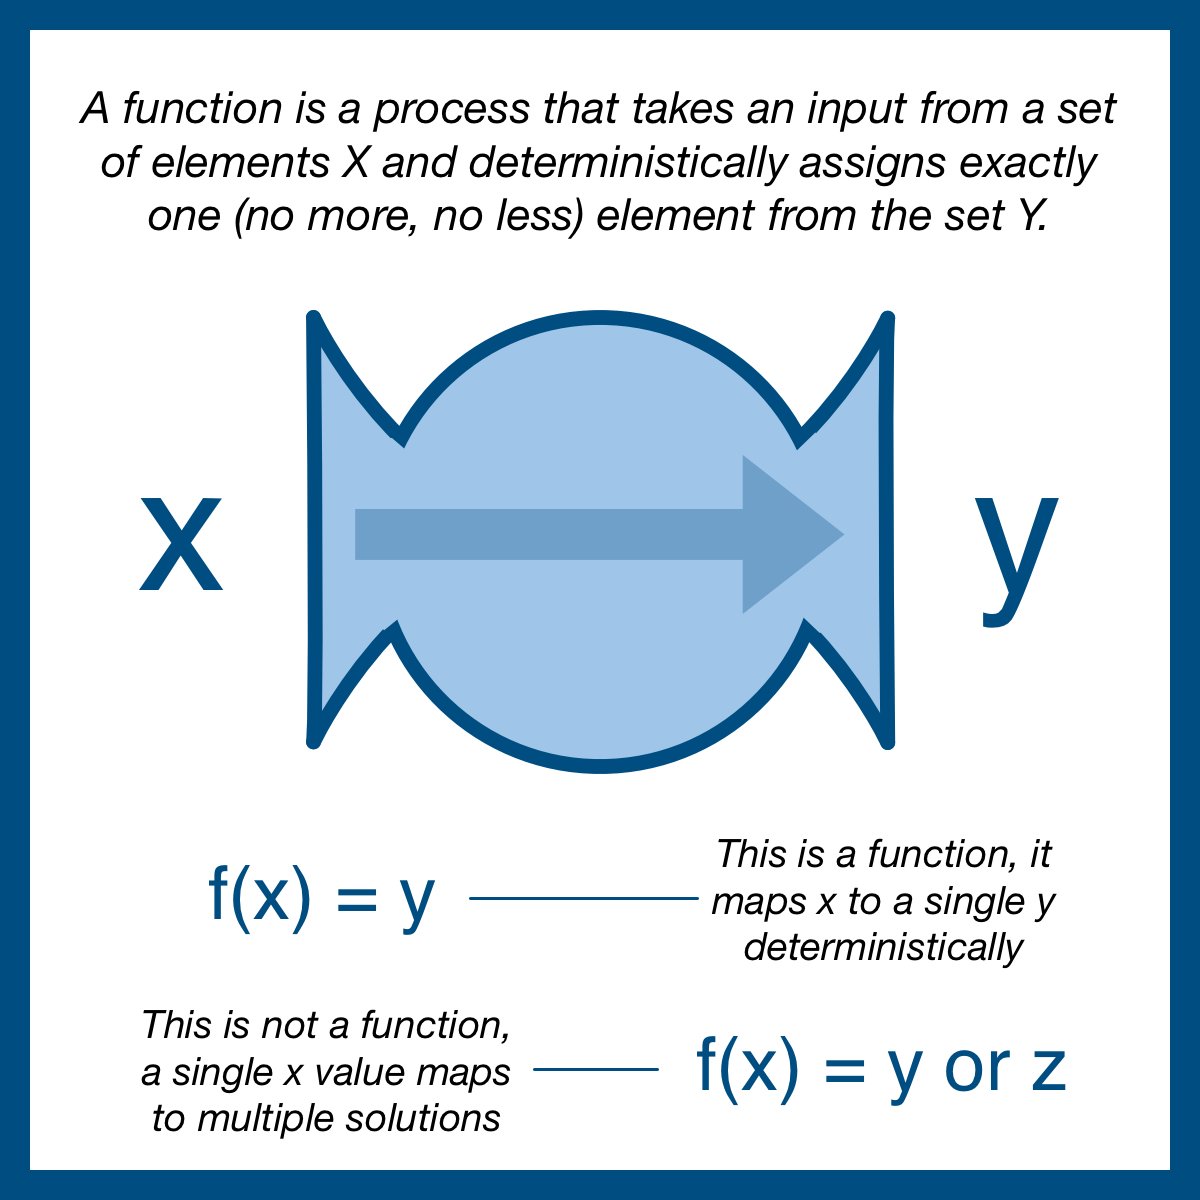 A function is a process that takes an input from a set
of elements X and deterministically assigns exactly
one (no more, no less) element from the set Y.
x
y
f(x) = y
This is a function, it
maps x to a single y
deterministically
This is not a function,
a single x value maps
to multiple solutions
f(x) = y or z